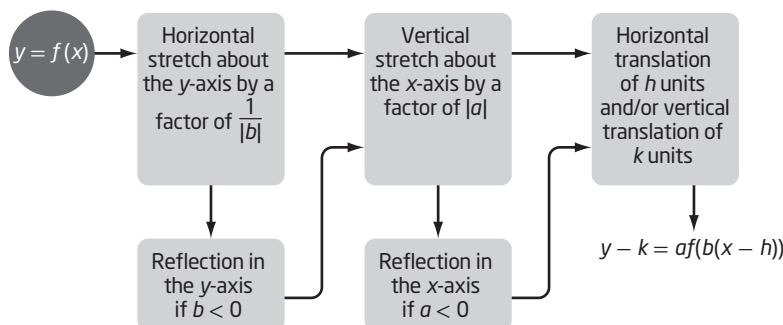 y = f(x)
Horizontal
stretch about
the y-axis by a
factor of 1/|b|
Vertical
stretch about
the x-axis by a
factor of |a|
Horizontal
translation
of h units
and/or vertical
translation of
k units
Reflection in
the y-axis
if b < 0
Reflection in
the x-axis
if a < 0
y – k = af(b(x – h))